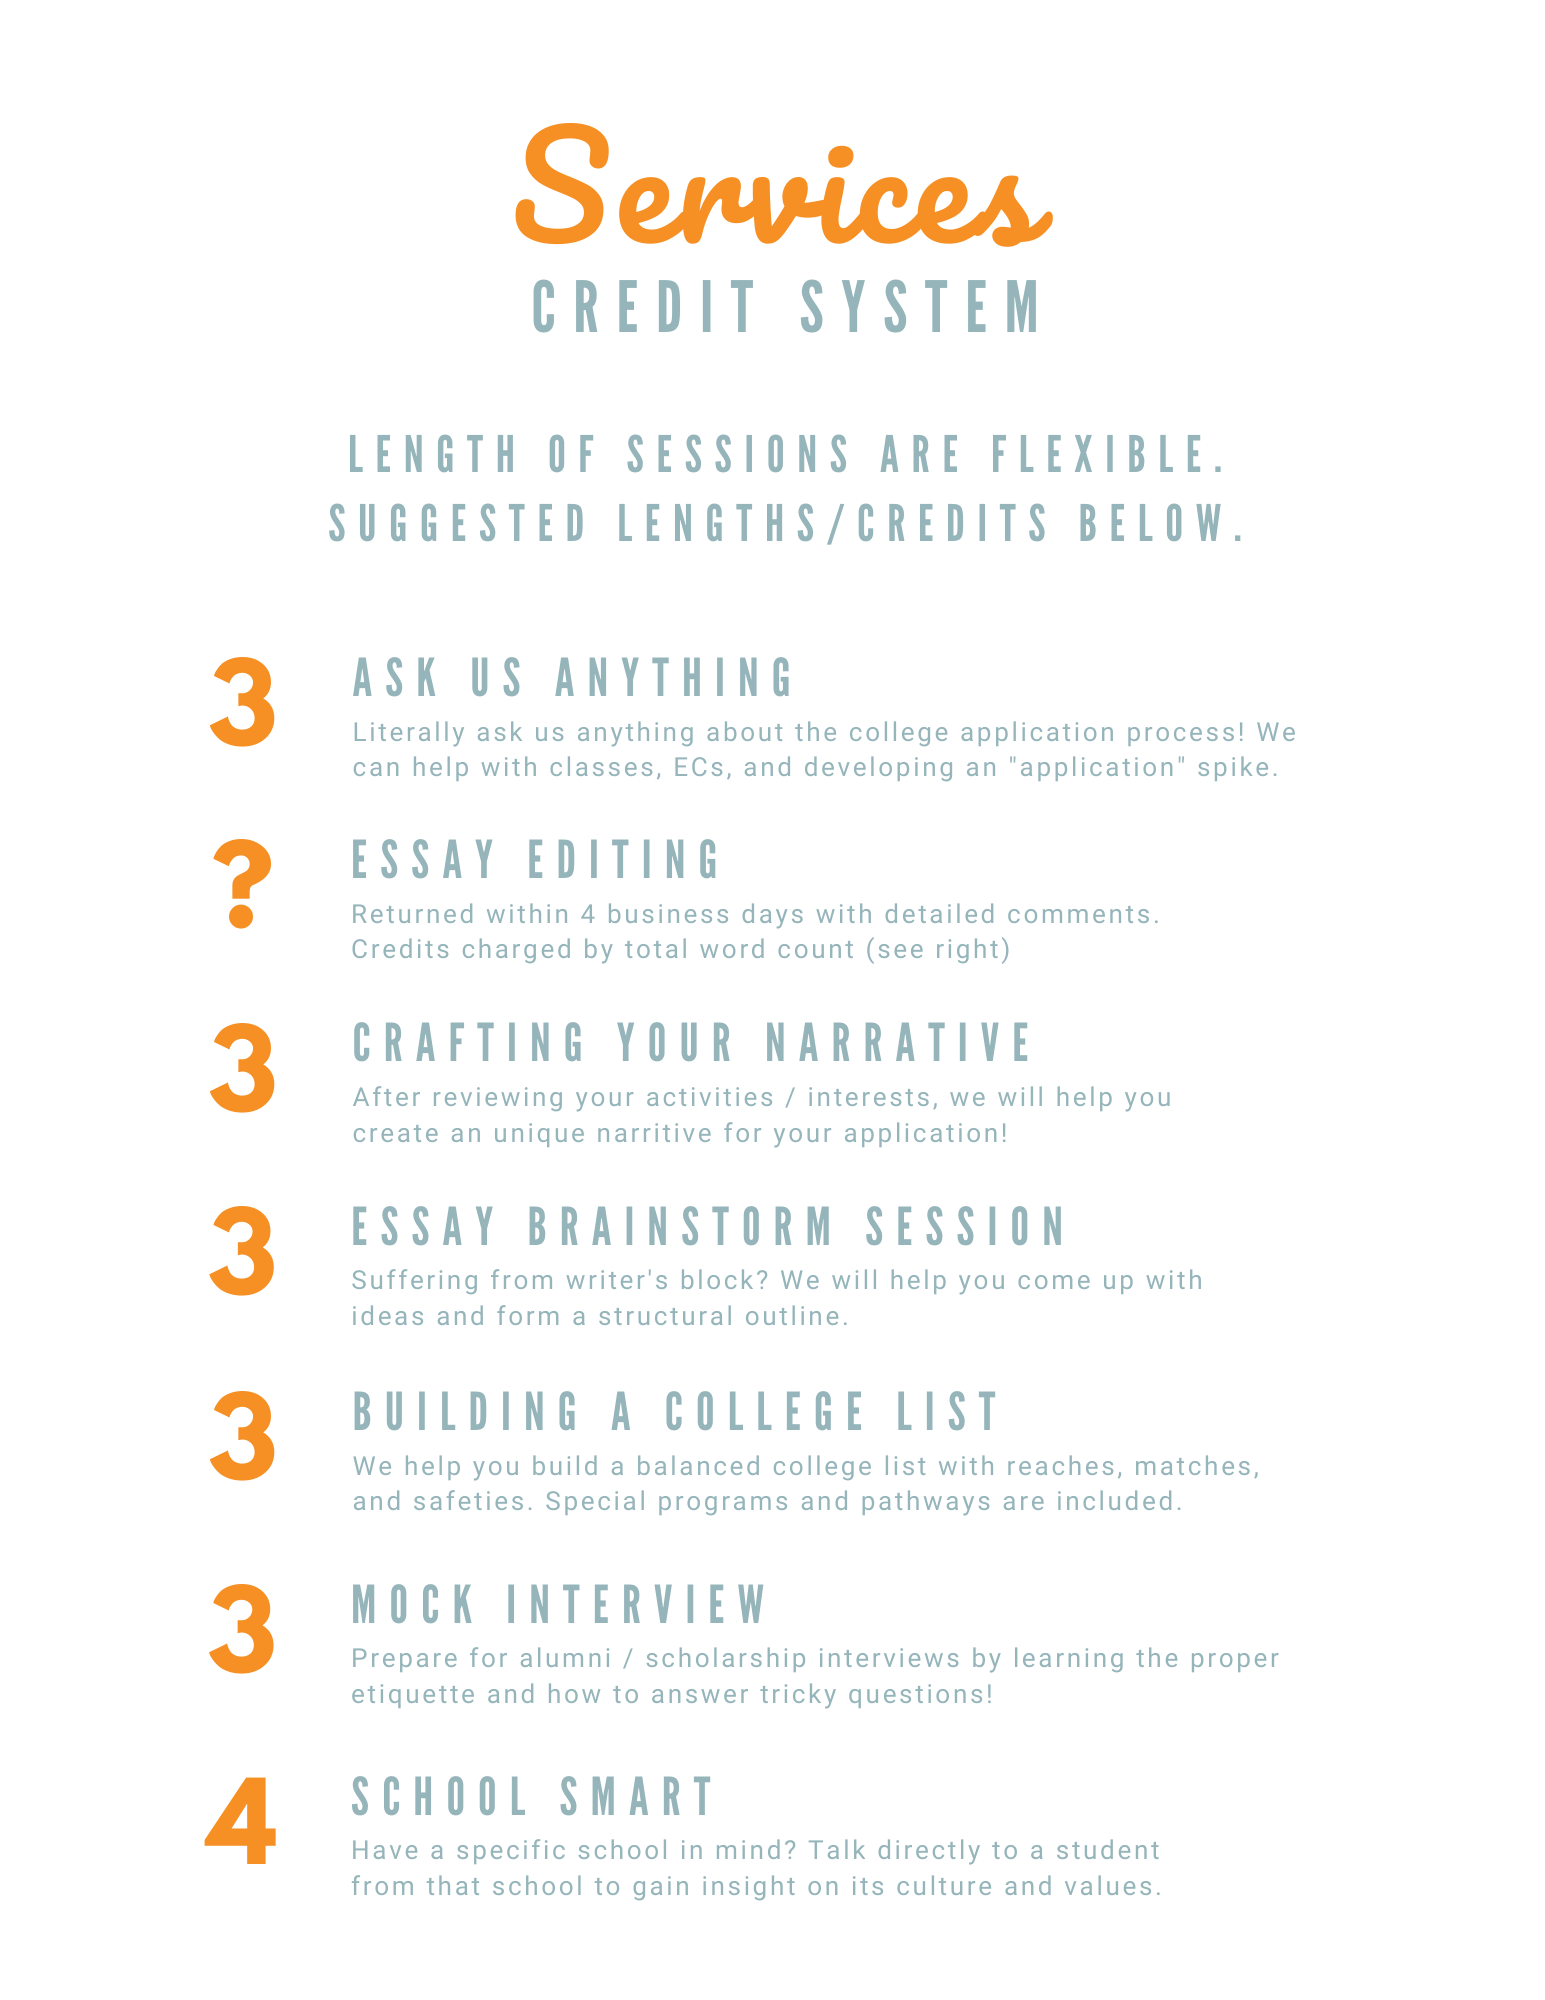 Services
CREDIT SYSTEM
LENGTH OF SESSIONS ARE FLEXIBLE.
SUGGESTED LENGTHS/CREDITS BELOW.
3
ASK US ANYTHING
Literally ask us anything about the college application process! We
can help with classes, ECs, and developing an "application" spike.
?
ESSAY EDITING
Returned within 4 business days with detailed comments.
Credits charged by total word count (see right)
3
CRAFTING YOUR NARRATIVE
After reviewing your activities / interests, we will help you
create an unique narritive for your application!
3
ESSAY BRAINSTORM SESSION
Suffering from writer's block? We will help you come up with
ideas and form a structural outline.
3
BUILDING A COLLEGE LIST
We help you build a balanced college list with reaches, matches,
and safeties. Special programs and pathways are included.
3
MOCK INTERVIEW
Prepare for alumni / scholarship interviews by learning the proper
etiquette and how to answer tricky questions!
4
SCHOOL SMART
Have a specific school in mind? Talk directly to a student
from that school to gain insight on its culture and values.